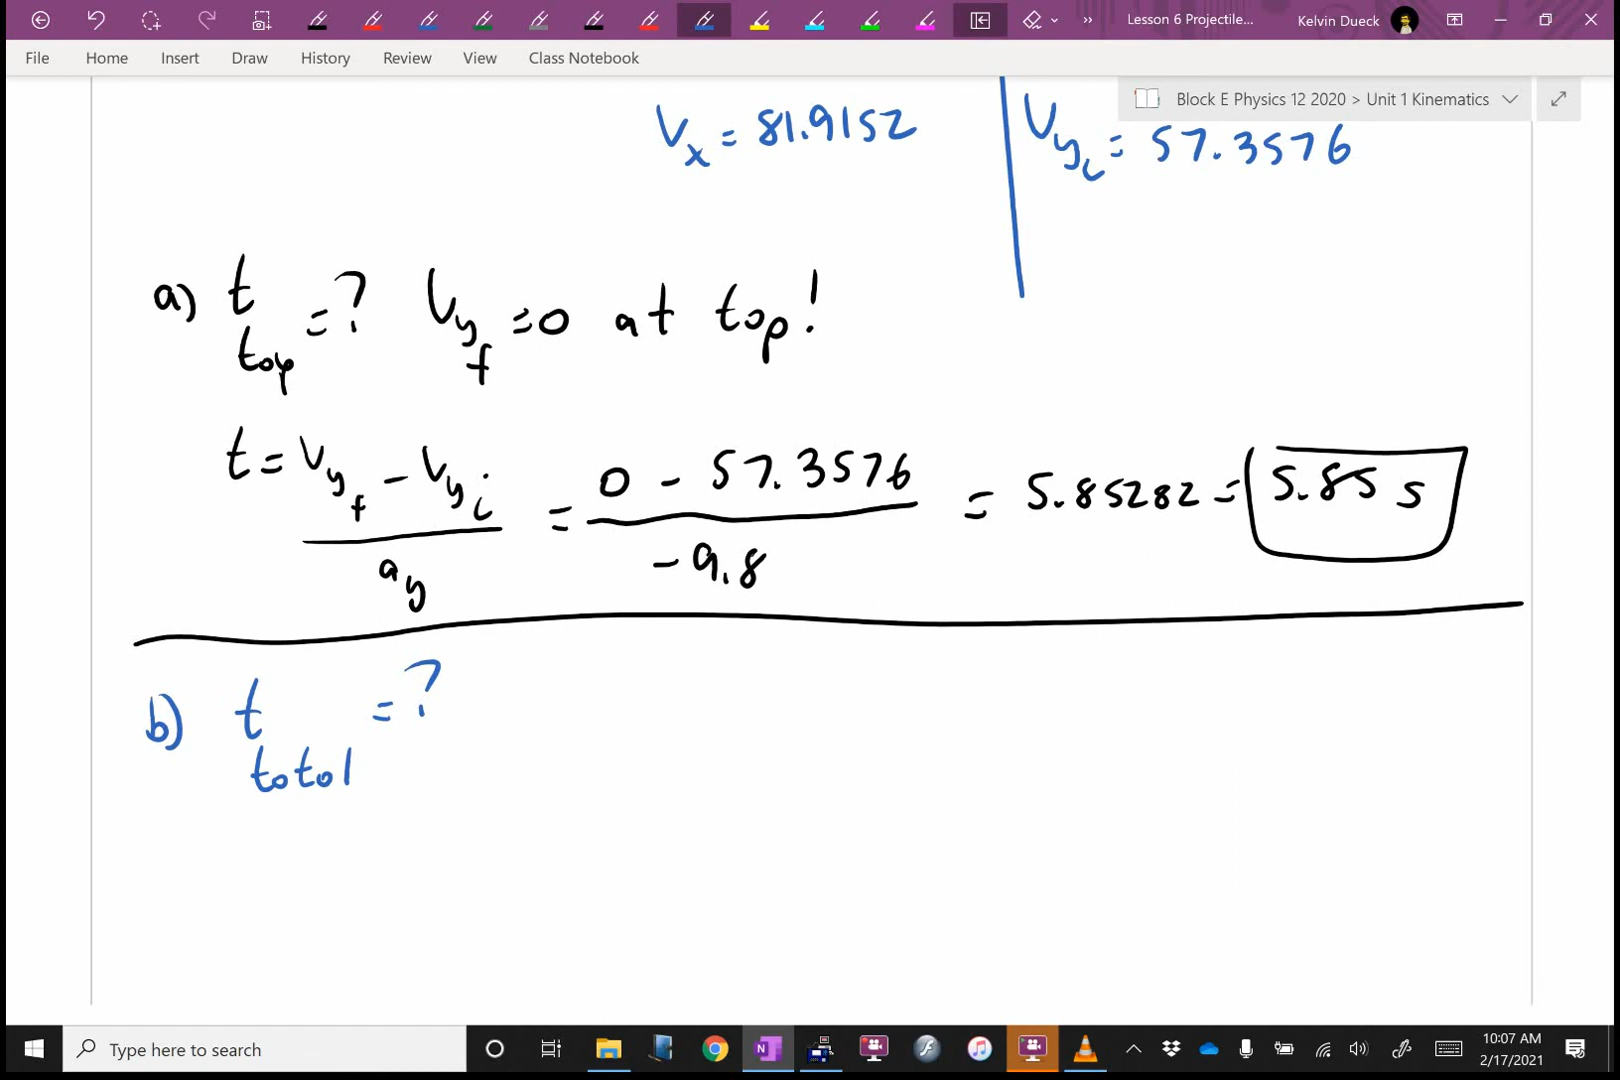 Lesson 6 Projectile...
Kelvin Dueck
File Home Insert Draw History Review View Class Notebook
Block E Physics 12 2020 > Unit 1 Kinematics
Vx = 81.9152
Vyi = 57.3576
a) t top = ? Vyf = 0 at top!
t = Vyf - Vyi / ay = 0 - 57.3576 / -9.8 = 5.85282 = 5.85 s
b) t total = ?
Type here to search
10:07 AM
2/17/2021